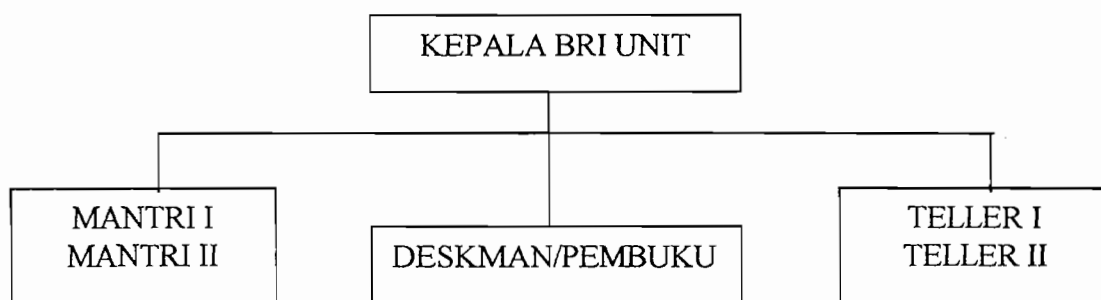 KEPALA BRI UNIT
MANTRI I
MANTRI II
DESKMAN/PEMBUKU
TELLER I
TELLER II